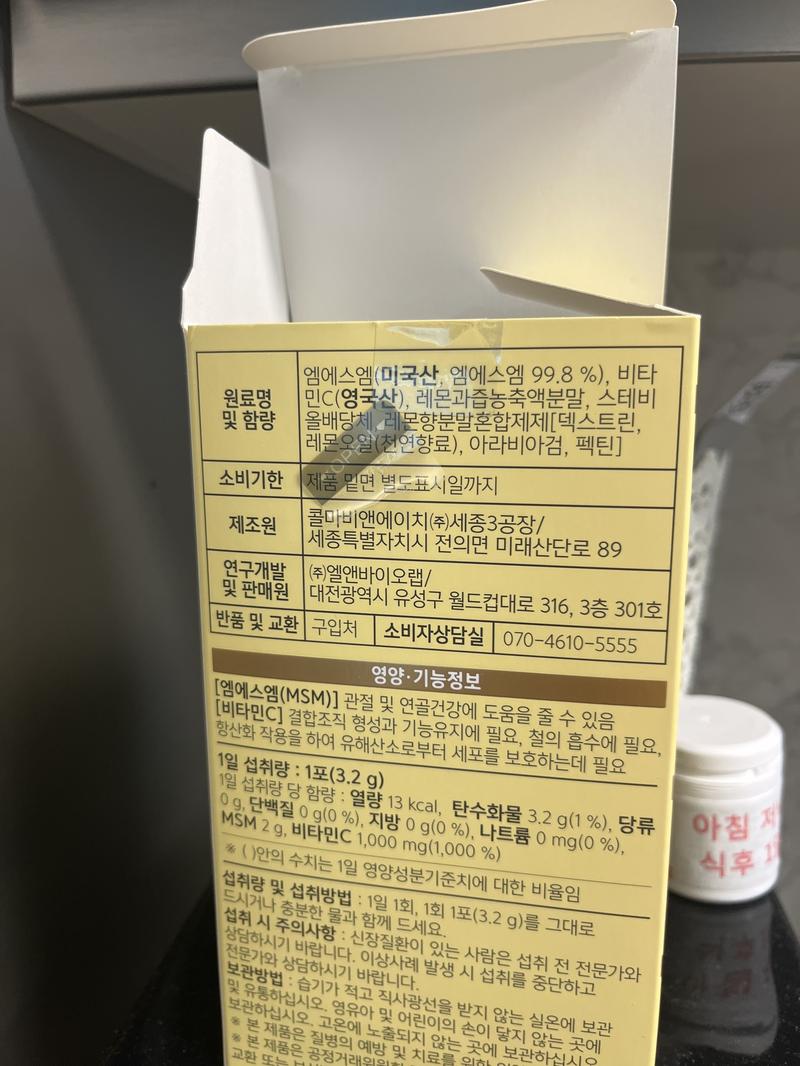 원료명
및 함량
엠에스엠(미국산, 엠에스엠 99.8 %), 비타
민C(영국산), 레몬과즙농축액분말, 스테비
올배당체, 레몬향분말혼합제제[덱스트린,
레몬오일(천연향료), 아라비아검, 펙틴]
OPEN
소비기한
제품 밑면 별도표시일까지
제조원
콜마비앤에이치㈜세종3공장/
세종특별자치시 전의면 미래산단로 89
연구개발
및 판매원
㈜엘앤바이오랩/
대전광역시 유성구 월드컵대로 316, 3층 301호
반품 및 교환 구입처 소비자상담실 070-4610-5555
영양·기능정보
[엠에스엠(MSM)] 관절 및 연골건강에 도움을 줄 수 있음
[비타민C] 결합조직 형성과 기능유지에 필요, 철의 흡수에 필요,
항산화 작용을 하여 유해산소로부터 세포를 보호하는데 필요
1일 섭취량 : 1포(3.2 g)
1일 섭취량 당 함량 : 열량 13 kcal, 탄수화물 3.2 g(1 %), 당류
0 g, 단백질 0 g(0 %), 지방 0 g(0 %), 나트륨 0 mg(0 %),
MSM 2 g, 비타민C 1,000 mg(1,000 %)
※ ( )안의 수치는 1일 영양성분기준치에 대한 비율임
섭취량 및 섭취방법 : 1일 1회, 1회 1포(3.2 g)를 그대로
드시거나 충분한 물과 함께 드세요.
섭취 시 주의사항 : 신장질환이 있는 사람은 섭취 전 전문가와
상담하시기 바랍니다. 이상사례 발생 시 섭취를 중단하고
전문가와 상담하시기 바랍니다.
보관방법 : 습기가 적고 직사광선을 받지 않는 실온에 보관
및 유통하십시오. 영유아 및 어린이의 손이 닿지 않는 곳에
보관하십시오. 고온에 노출되지 않는 곳에 보관하십시오.
※ 본 제품은 질병의 예방 및 치료를 위한
※ 본 제품은 공정거래위원회
교환 또는
아침
식후